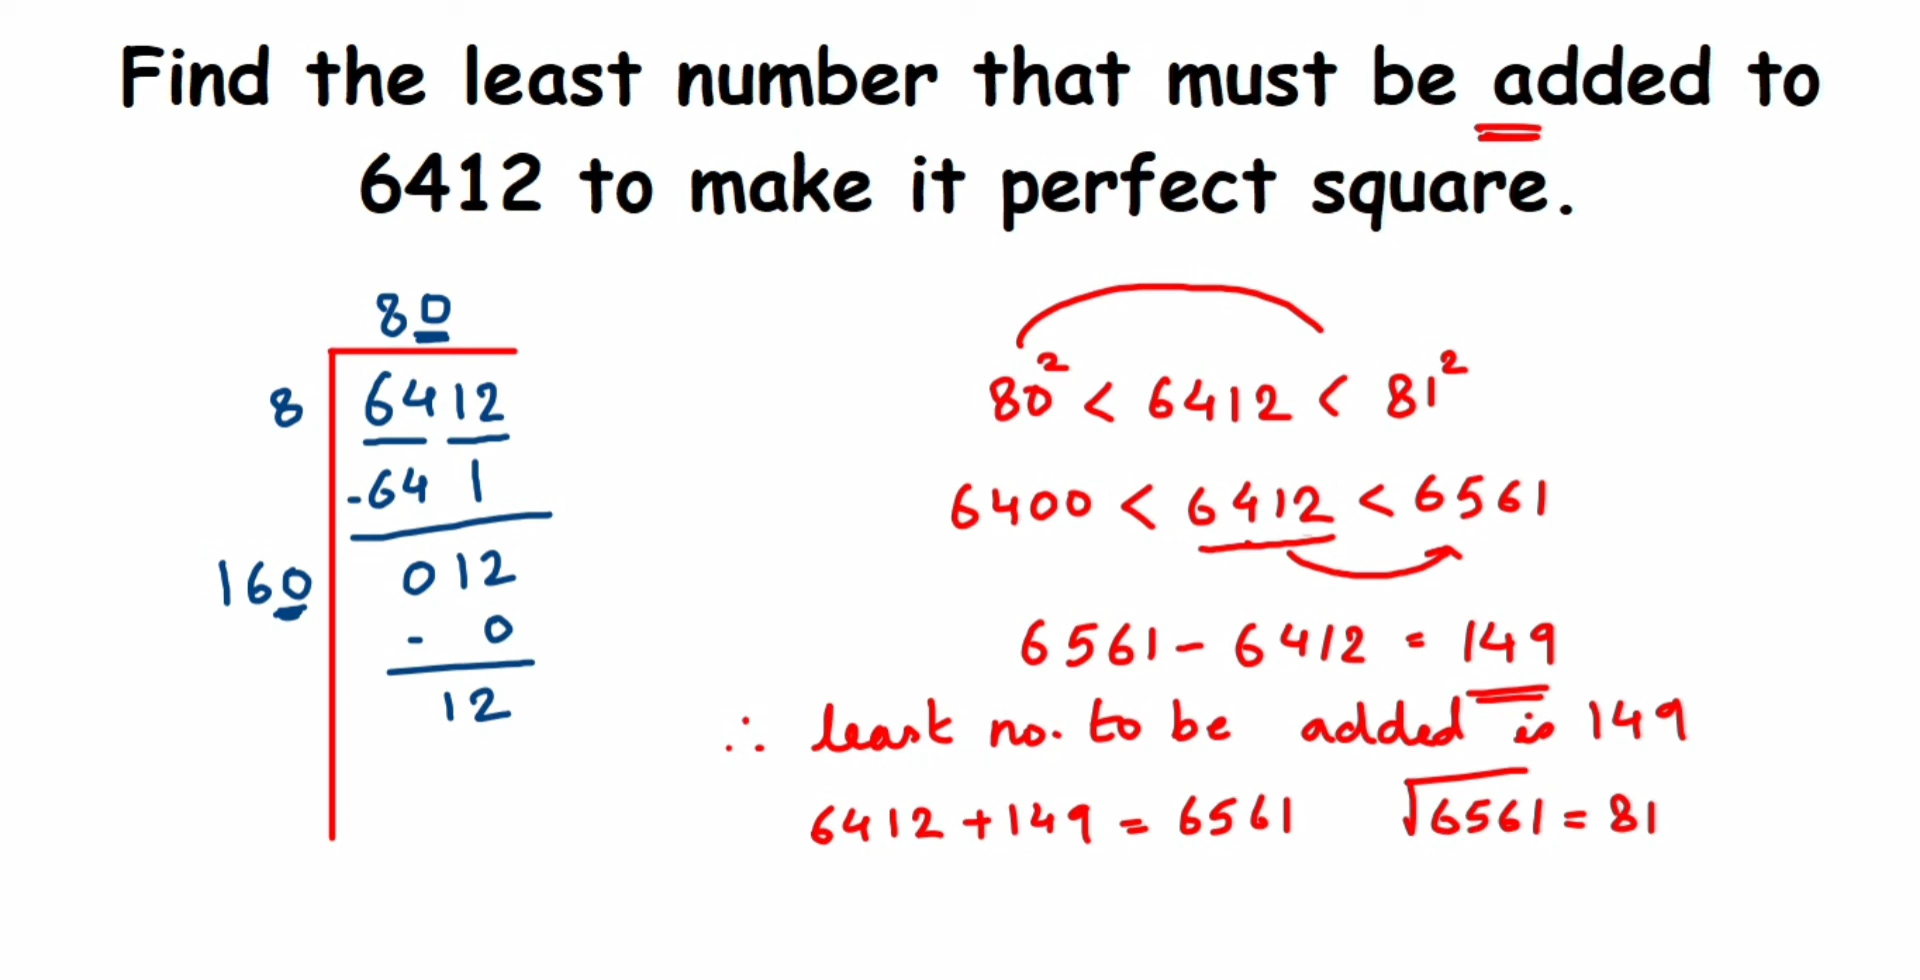 Find the least number that must be added to
6412 to make it perfect square.
80
8 6412
-64 1
160 012
- 0
12
80² < 6412 < 81²
6400 < 6412 < 6561
6561 - 6412 = 149
∴ least no. to be added is 149
6412 + 149 = 6561 √6561 = 81